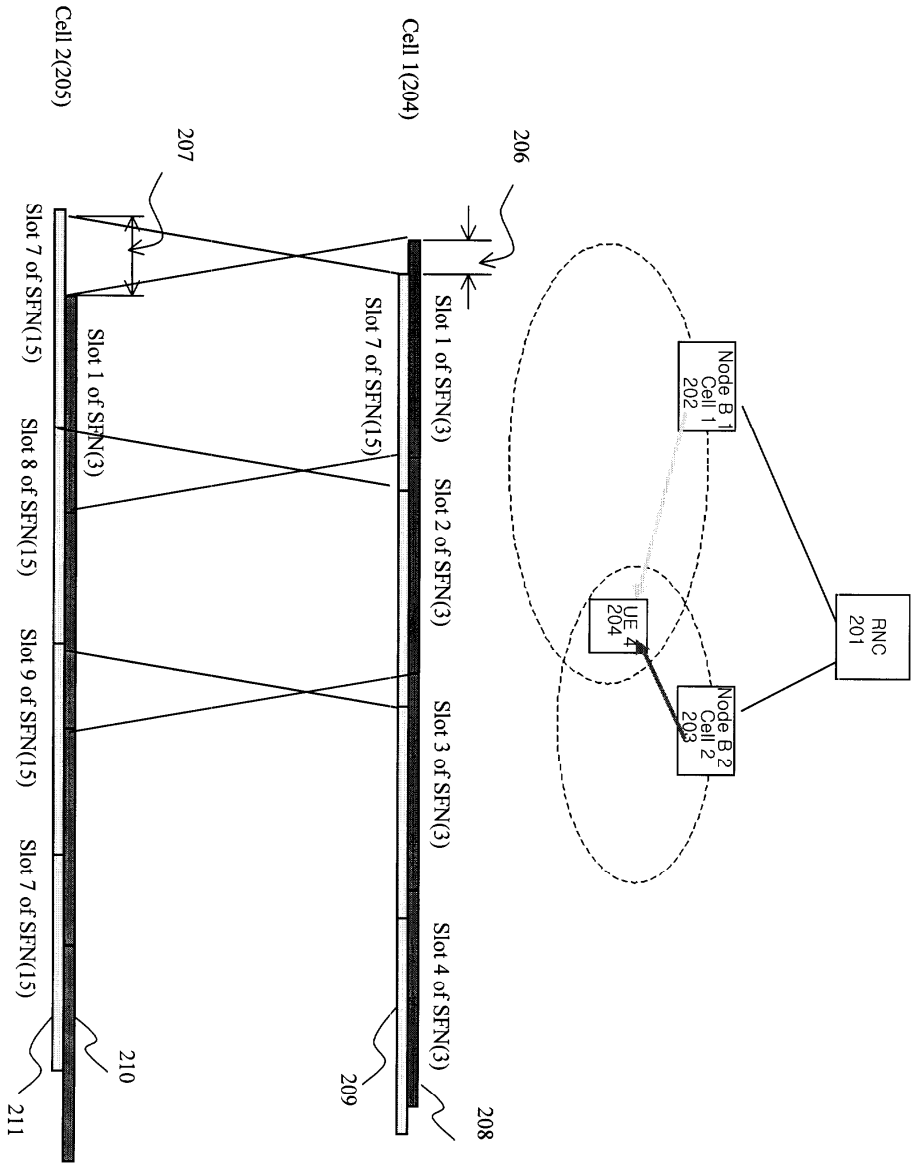 RNC
201
Node B 1
Cell 1
202
Node B 2
Cell 2
203
UE 4
204
206
Cell 1(204)
Slot 1 of SFN(3)
Slot 2 of SFN(3)
Slot 3 of SFN(3)
Slot 4 of SFN(3)
208
Slot 7 of SFN(15)
209
207
Cell 2(205)
Slot 1 of SFN(3)
210
Slot 7 of SFN(15)
Slot 8 of SFN(15)
Slot 9 of SFN(15)
Slot 7 of SFN(15)
211